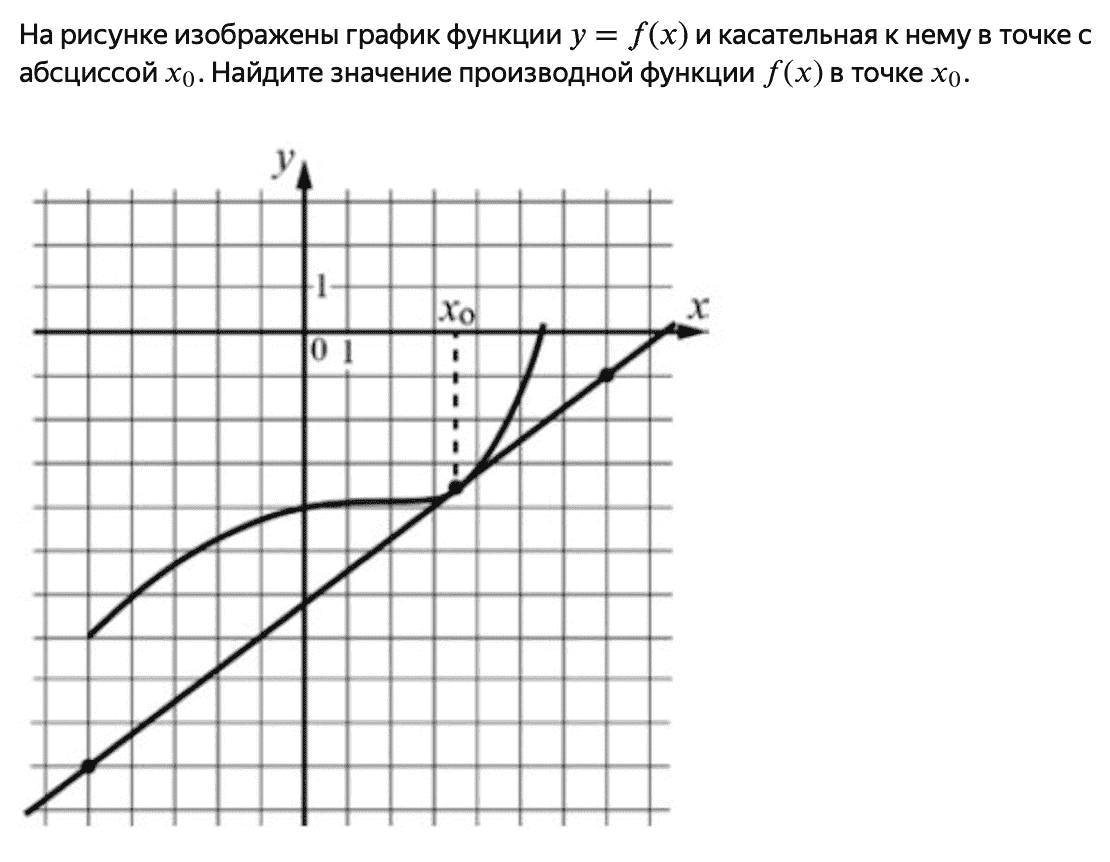 На рисунке изображены график функции y = f(x) и касательная к нему в точке с
абсциссой x₀. Найдите значение производной функции f(x) в точке x₀.
y
1
x₀
x
0 1